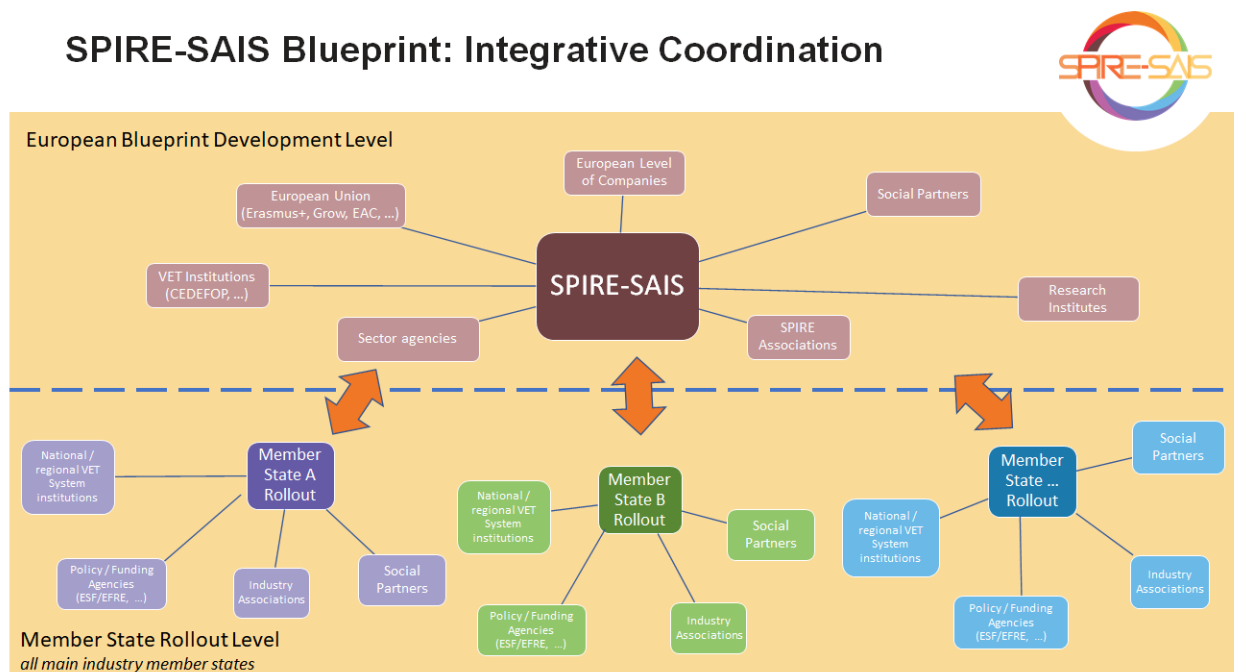 SPIRE-SAIS Blueprint: Integrative Coordination
SPIRE-SAIS
European Blueprint Development Level
European Level
of Companies
European Union
(Erasmus+, Grow, EAC, ...)
Social Partners
VET Institutions
(CEDEFOP, ...)
SPIRE-SAIS
Research
Institutes
Sector agencies
SPIRE
Associations
National /
regional VET
System
institutions
Member
State A
Rollout
Policy / Funding
Agencies
(ESF/EFRE, ...)
Industry
Associations
Social
Partners
National /
regional VET
System
institutions
Member
State B
Rollout
Social
Partners
Policy / Funding
Agencies
(ESF/EFRE, ...)
Industry
Associations
Member
State ...
Rollout
Social
Partners
National /
regional VET
System
institutions
Industry
Associations
Policy / Funding
Agencies
(ESF/EFRE, ...)
Member State Rollout Level
all main industry member states